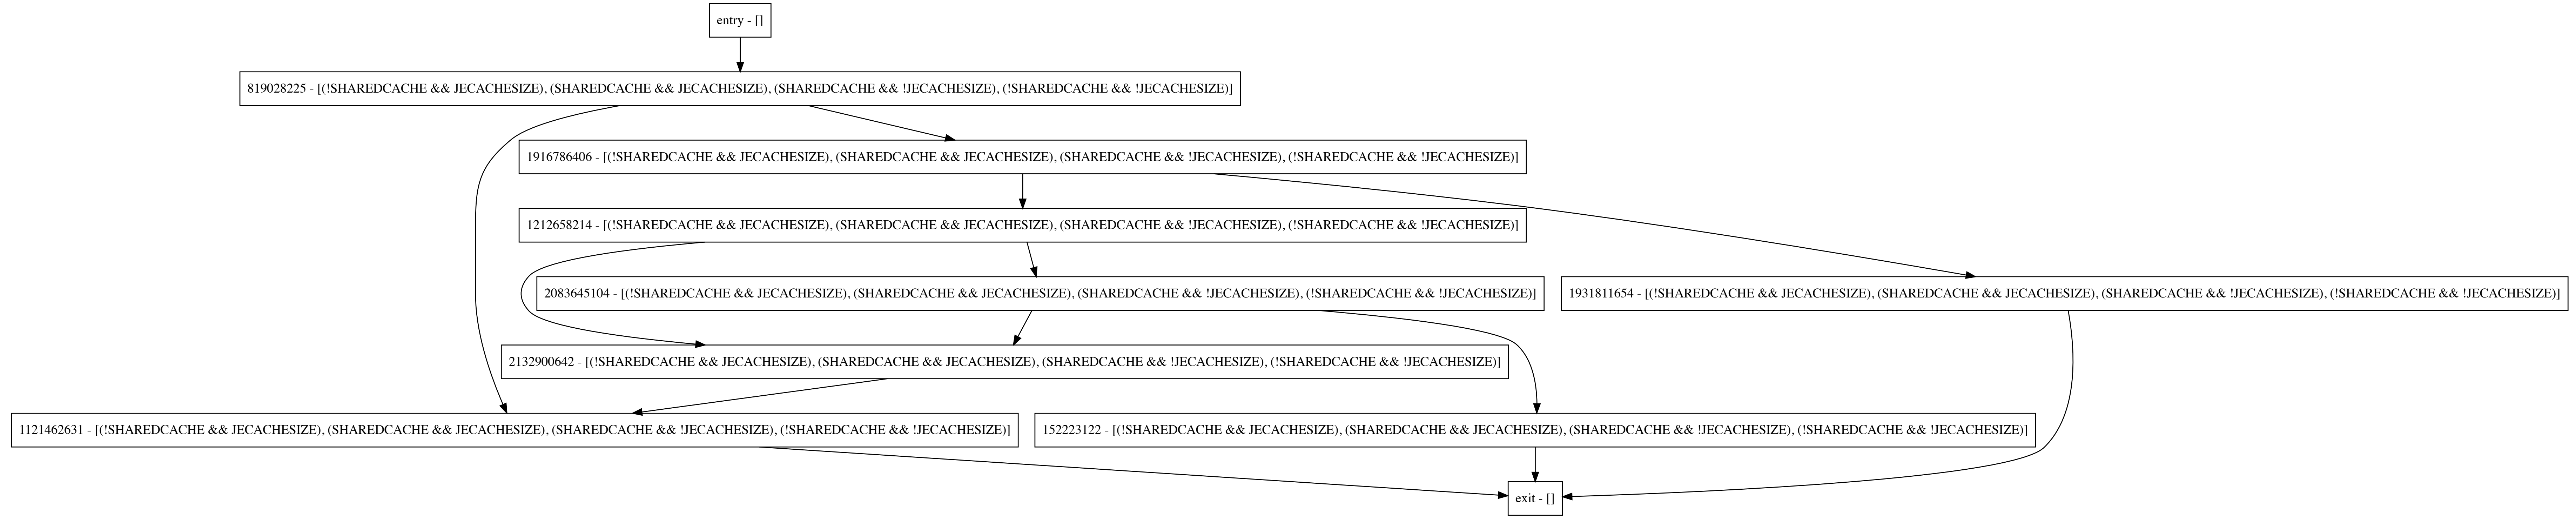 entry - []
819028225 - [(!SHAREDCACHE && JECACHESIZE), (SHAREDCACHE && JECACHESIZE), (SHAREDCACHE && !JECACHESIZE), (!SHAREDCACHE && !JECACHESIZE)]
1916786406 - [(!SHAREDCACHE && JECACHESIZE), (SHAREDCACHE && JECACHESIZE), (SHAREDCACHE && !JECACHESIZE), (!SHAREDCACHE && !JECACHESIZE)]
1212658214 - [(!SHAREDCACHE && JECACHESIZE), (SHAREDCACHE && JECACHESIZE), (SHAREDCACHE && !JECACHESIZE), (!SHAREDCACHE && !JECACHESIZE)]
2083645104 - [(!SHAREDCACHE && JECACHESIZE), (SHAREDCACHE && JECACHESIZE), (SHAREDCACHE && !JECACHESIZE), (!SHAREDCACHE && !JECACHESIZE)]
1931811654 - [(!SHAREDCACHE && JECACHESIZE), (SHAREDCACHE && JECACHESIZE), (SHAREDCACHE && !JECACHESIZE), (!SHAREDCACHE && !JECACHESIZE)]
2132900642 - [(!SHAREDCACHE && JECACHESIZE), (SHAREDCACHE && JECACHESIZE), (SHAREDCACHE && !JECACHESIZE), (!SHAREDCACHE && !JECACHESIZE)]
1121462631 - [(!SHAREDCACHE && JECACHESIZE), (SHAREDCACHE && JECACHESIZE), (SHAREDCACHE && !JECACHESIZE), (!SHAREDCACHE && !JECACHESIZE)]
152223122 - [(!SHAREDCACHE && JECACHESIZE), (SHAREDCACHE && JECACHESIZE), (SHAREDCACHE && !JECACHESIZE), (!SHAREDCACHE && !JECACHESIZE)]
exit - []